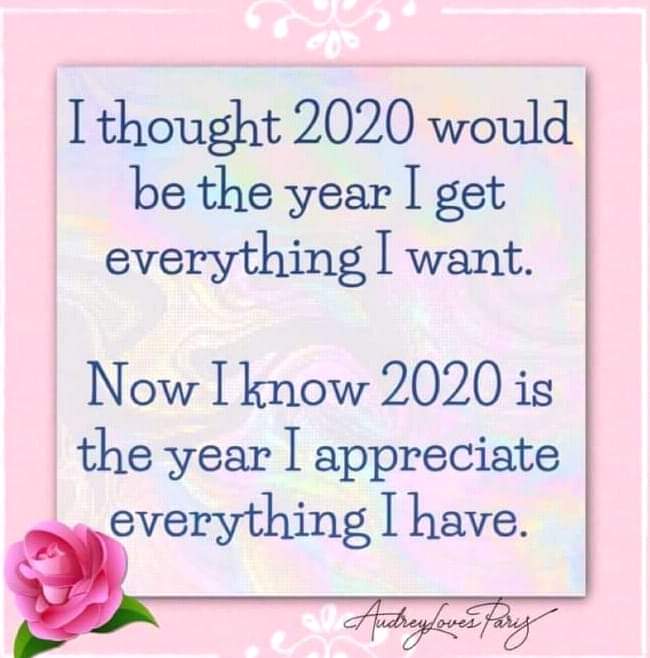 I thought 2020 would
be the year I get
everything I want.
Now I know 2020 is
the year I appreciate
everything I have.
AudreyLovesParis